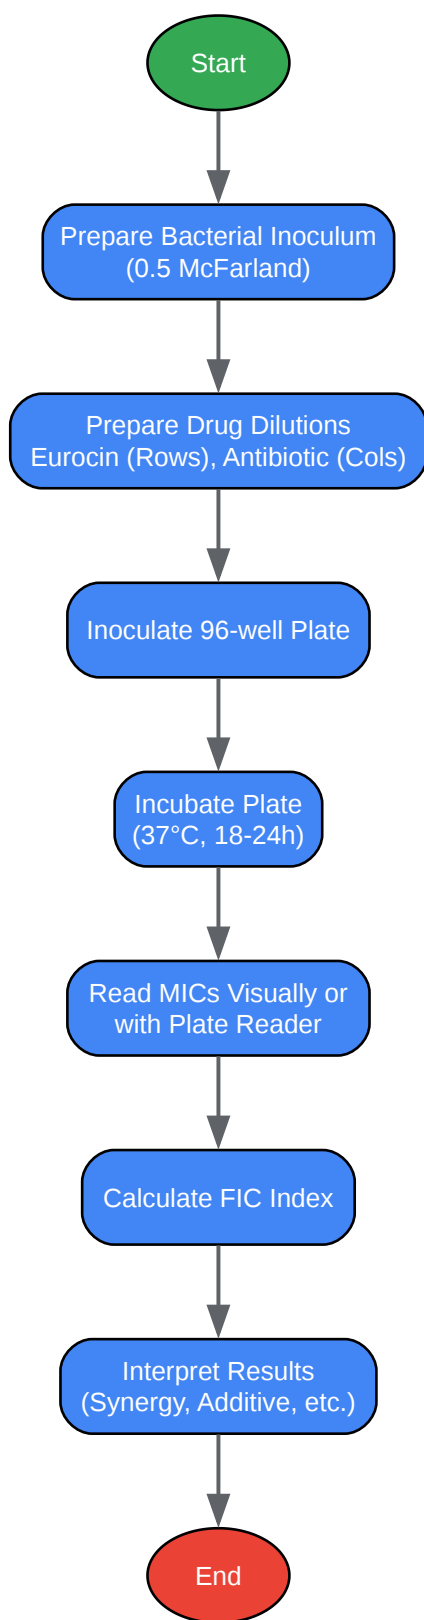 Start
Prepare Bacterial Inoculum
(0.5 McFarland)
Prepare Drug Dilutions
Eurocin (Rows), Antibiotic (Cols)
Inoculate 96-well Plate
Incubate Plate
(37°C, 18-24h)
Read MICs Visually or
with Plate Reader
Calculate FIC Index
Interpret Results
(Synergy, Additive, etc.)
End